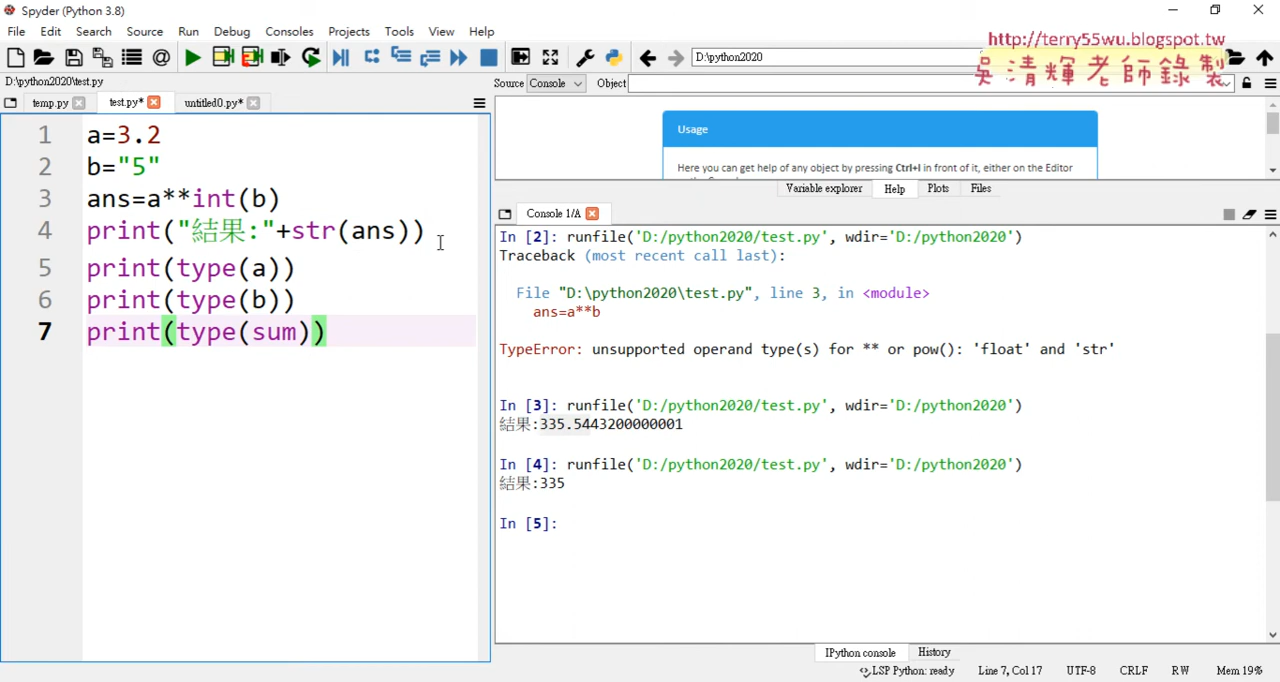 Spyder (Python 3.8)
File Edit Search Source Run Debug Consoles Projects Tools View Help
http://terry55wu.blogspot.tw
吳清輝老師錄製
D:\python2020
D:\python2020\test.py
Source Console Object
temp.py test.py* untitled0.py*
1 a=3.2
2 b="5"
3 ans=a**int(b)
4 print("結果:"+str(ans))
5 print(type(a))
6 print(type(b))
7 print(type(sum))
Usage
Here you can get help of any object by pressing Ctrl+I in front of it, either on the Editor
Variable explorer Help Plots Files
Console 1/A
In [2]: runfile('D:/python2020/test.py', wdir='D:/python2020')
Traceback (most recent call last):
File "D:\python2020\test.py", line 3, in <module>
ans=a**b
TypeError: unsupported operand type(s) for ** or pow(): 'float' and 'str'
In [3]: runfile('D:/python2020/test.py', wdir='D:/python2020')
結果:335.5443200000001
In [4]: runfile('D:/python2020/test.py', wdir='D:/python2020')
結果:335
In [5]:
IPython console History
LSP Python: ready Line 7, Col 17 UTF-8 CRLF RW Mem 19%